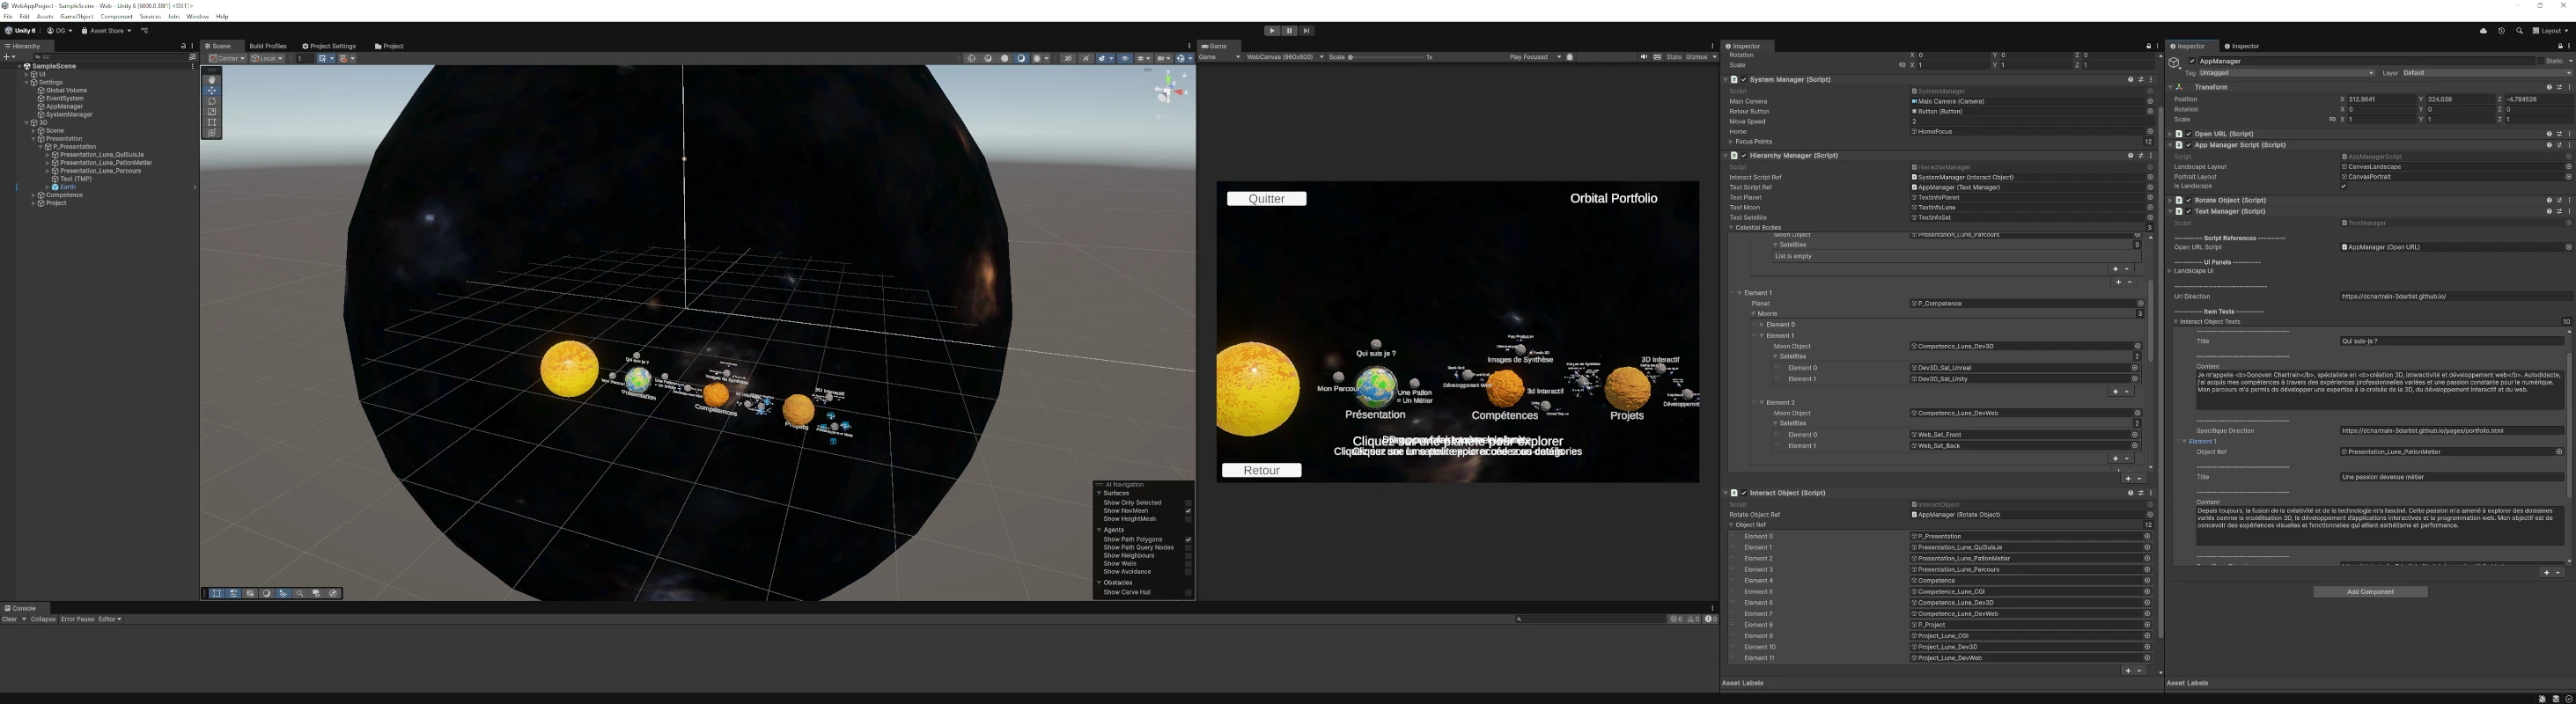 WebAppProject - SampleScene - Web - Unity 6 (6000.0.38f1) <DX11>
File Edit Assets GameObject Component Services Jobs Window Help
Unity 6 DG Asset Store Layout
Hierarchy
SampleScene
UI
Settings
Global Volume
EventSystem
AppManager
SystemManager
3D
Scene
Presentation
P_Presentation
Presentation_Lune_QuiSuisJe
Presentation_Lune_PationMetier
Presentation_Lune_Parcours
Text (TMP)
Earth
Competence
Project
Scene Build Profiles Project Settings Project
Center Local 1
Qui suis je ?
Présentation
Images de Synthèse
Compétences
Projets
AI Navigation
Surfaces
Show Only Selected
Show NavMesh
Show HeightMesh
Agents
Show Path Polygons
Show Path Query Nodes
Show Neighbours
Show Walls
Show Avoidance
Obstacles
Show Carve Hull
Game
Game WebCanvas (960x600) Scale 1x Play Focused Stats Gizmos
Quitter
Orbital Portfolio
Qui suis je ?
Images de Synthèse
3D Interactif
Mon Parcou
Une Pation
= Un Métier
3d Interactif
Présentation
Compétences
Projets
Cliquez sur une planète pour explorer
Retour
Console
Clear Collapse Error Pause Editor 0 0 0
Inspector
Rotation X 0 Y 0 Z 0
Scale X 1 Y 1 Z 1
System Manager (Script)
Script SystemManager
Main Camera Main Camera (Camera)
Retour Button Button (Button)
Move Speed 2
Home HomeFocus
Focus Points 12
Hierarchy Manager (Script)
Script HierarchieManager
Interact Script Ref SystemManager (Interact Object)
Text Script Ref AppManager (Text Manager)
Text Planet TextInfoPlanet
Text Moon TextInfoLune
Text Satellite TextInfoSat
Celestial Bodies 3
Moon Object Presentation_Lune_Parcours
Satellites 0
List is empty
Element 1
Planet P_Competence
Moons 3
Element 0
Element 1
Moon Object Competence_Lune_Dev3D
Satellites 2
Element 0 Dev3D_Sat_Unreal
Element 1 Dev3D_Sat_Unity
Element 2
Moon Object Competence_Lune_DevWeb
Satellites 2
Element 0 Web_Sat_Front
Element 1 Web_Sat_Back
Interact Object (Script)
Script InteractObject
Rotate Object Ref AppManager (Rotate Object)
Object Ref 12
Element 0 P_Presentation
Element 1 Presentation_Lune_QuiSuisJe
Element 2 Presentation_Lune_PationMetier
Element 3 Presentation_Lune_Parcours
Element 4 Competence
Element 5 Competence_Lune_CGI
Element 6 Competence_Lune_Dev3D
Element 7 Competence_Lune_DevWeb
Element 8 P_Project
Element 9 Project_Lune_CGI
Element 10 Project_Lune_Dev3D
Element 11 Project_Lune_DevWeb
Asset Labels
Inspector Inspector
AppManager Static
Tag Untagged Layer Default
Transform
Position X 512.9641 Y 324.036 Z -4.784526
Rotation X 0 Y 0 Z 0
Scale X 1 Y 1 Z 1
Open URL (Script)
App Manager Script (Script)
Script AppManagerScript
Landscape Layout CanvasLandscape
Portrait Layout CanvasPortrait
Is Landscape
Rotate Object (Script)
Text Manager (Script)
Script TextManager
---------- Script References ----------
Open URL Script AppManager (Open URL)
---------- UI Panels ----------
Landscape UI
Url Direction https://dchartrain-3dartist.github.io/
---------- Item Texts ----------
Interact Object Texts 10
Title Qui suis-je ?
Content
Je m'appelle <b>Donovan Chartrain</b>, spécialiste en <b>création 3D, interactivité et développement web</b>. Autodidacte,
j'ai acquis mes compétences à travers des expériences professionnelles variées et une passion constante pour le numérique.
Mon parcours m'a permis de développer une expertise à la croisée de la 3D, du développement interactif et du web.
Specifique Direction https://dchartrain-3dartist.github.io/pages/portfolio.html
Element 1
Object Ref Presentation_Lune_PationMetier
Title Une passion devenue métier
Content
Depuis toujours, la fusion de la créativité et de la technologie m'a fasciné. Cette passion m'a amené à explorer des domaines
variés comme la modélisation 3D, le développement d'applications interactives et la programmation web. Mon objectif est de
concevoir des expériences visuelles et fonctionnelles qui allient esthétisme et performance.
Add Component
Asset Labels